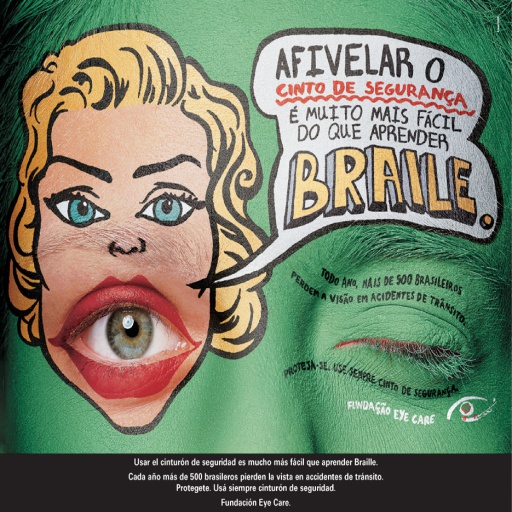 AFIVELAR O
CINTO DE SEGURANÇA
É MUITO MAIS FÁCIL
DO QUE APRENDER
BRAILE.
TODO ANO, MAIS DE 500 BRASILEIROS
PERDEM A VISÃO EM ACIDENTES DE TRÂNSITO.
PROTEJA-SE. USE SEMPRE CINTO DE SEGURANÇA.
FUNDAÇÃO EYE CARE
Usar el cinturón de seguridad es mucho más fácil que aprender Braille.
Cada año más de 500 brasileros pierden la vista en accidentes de tránsito.
Protegete. Usá siempre cinturón de seguridad.
Fundación Eye Care.